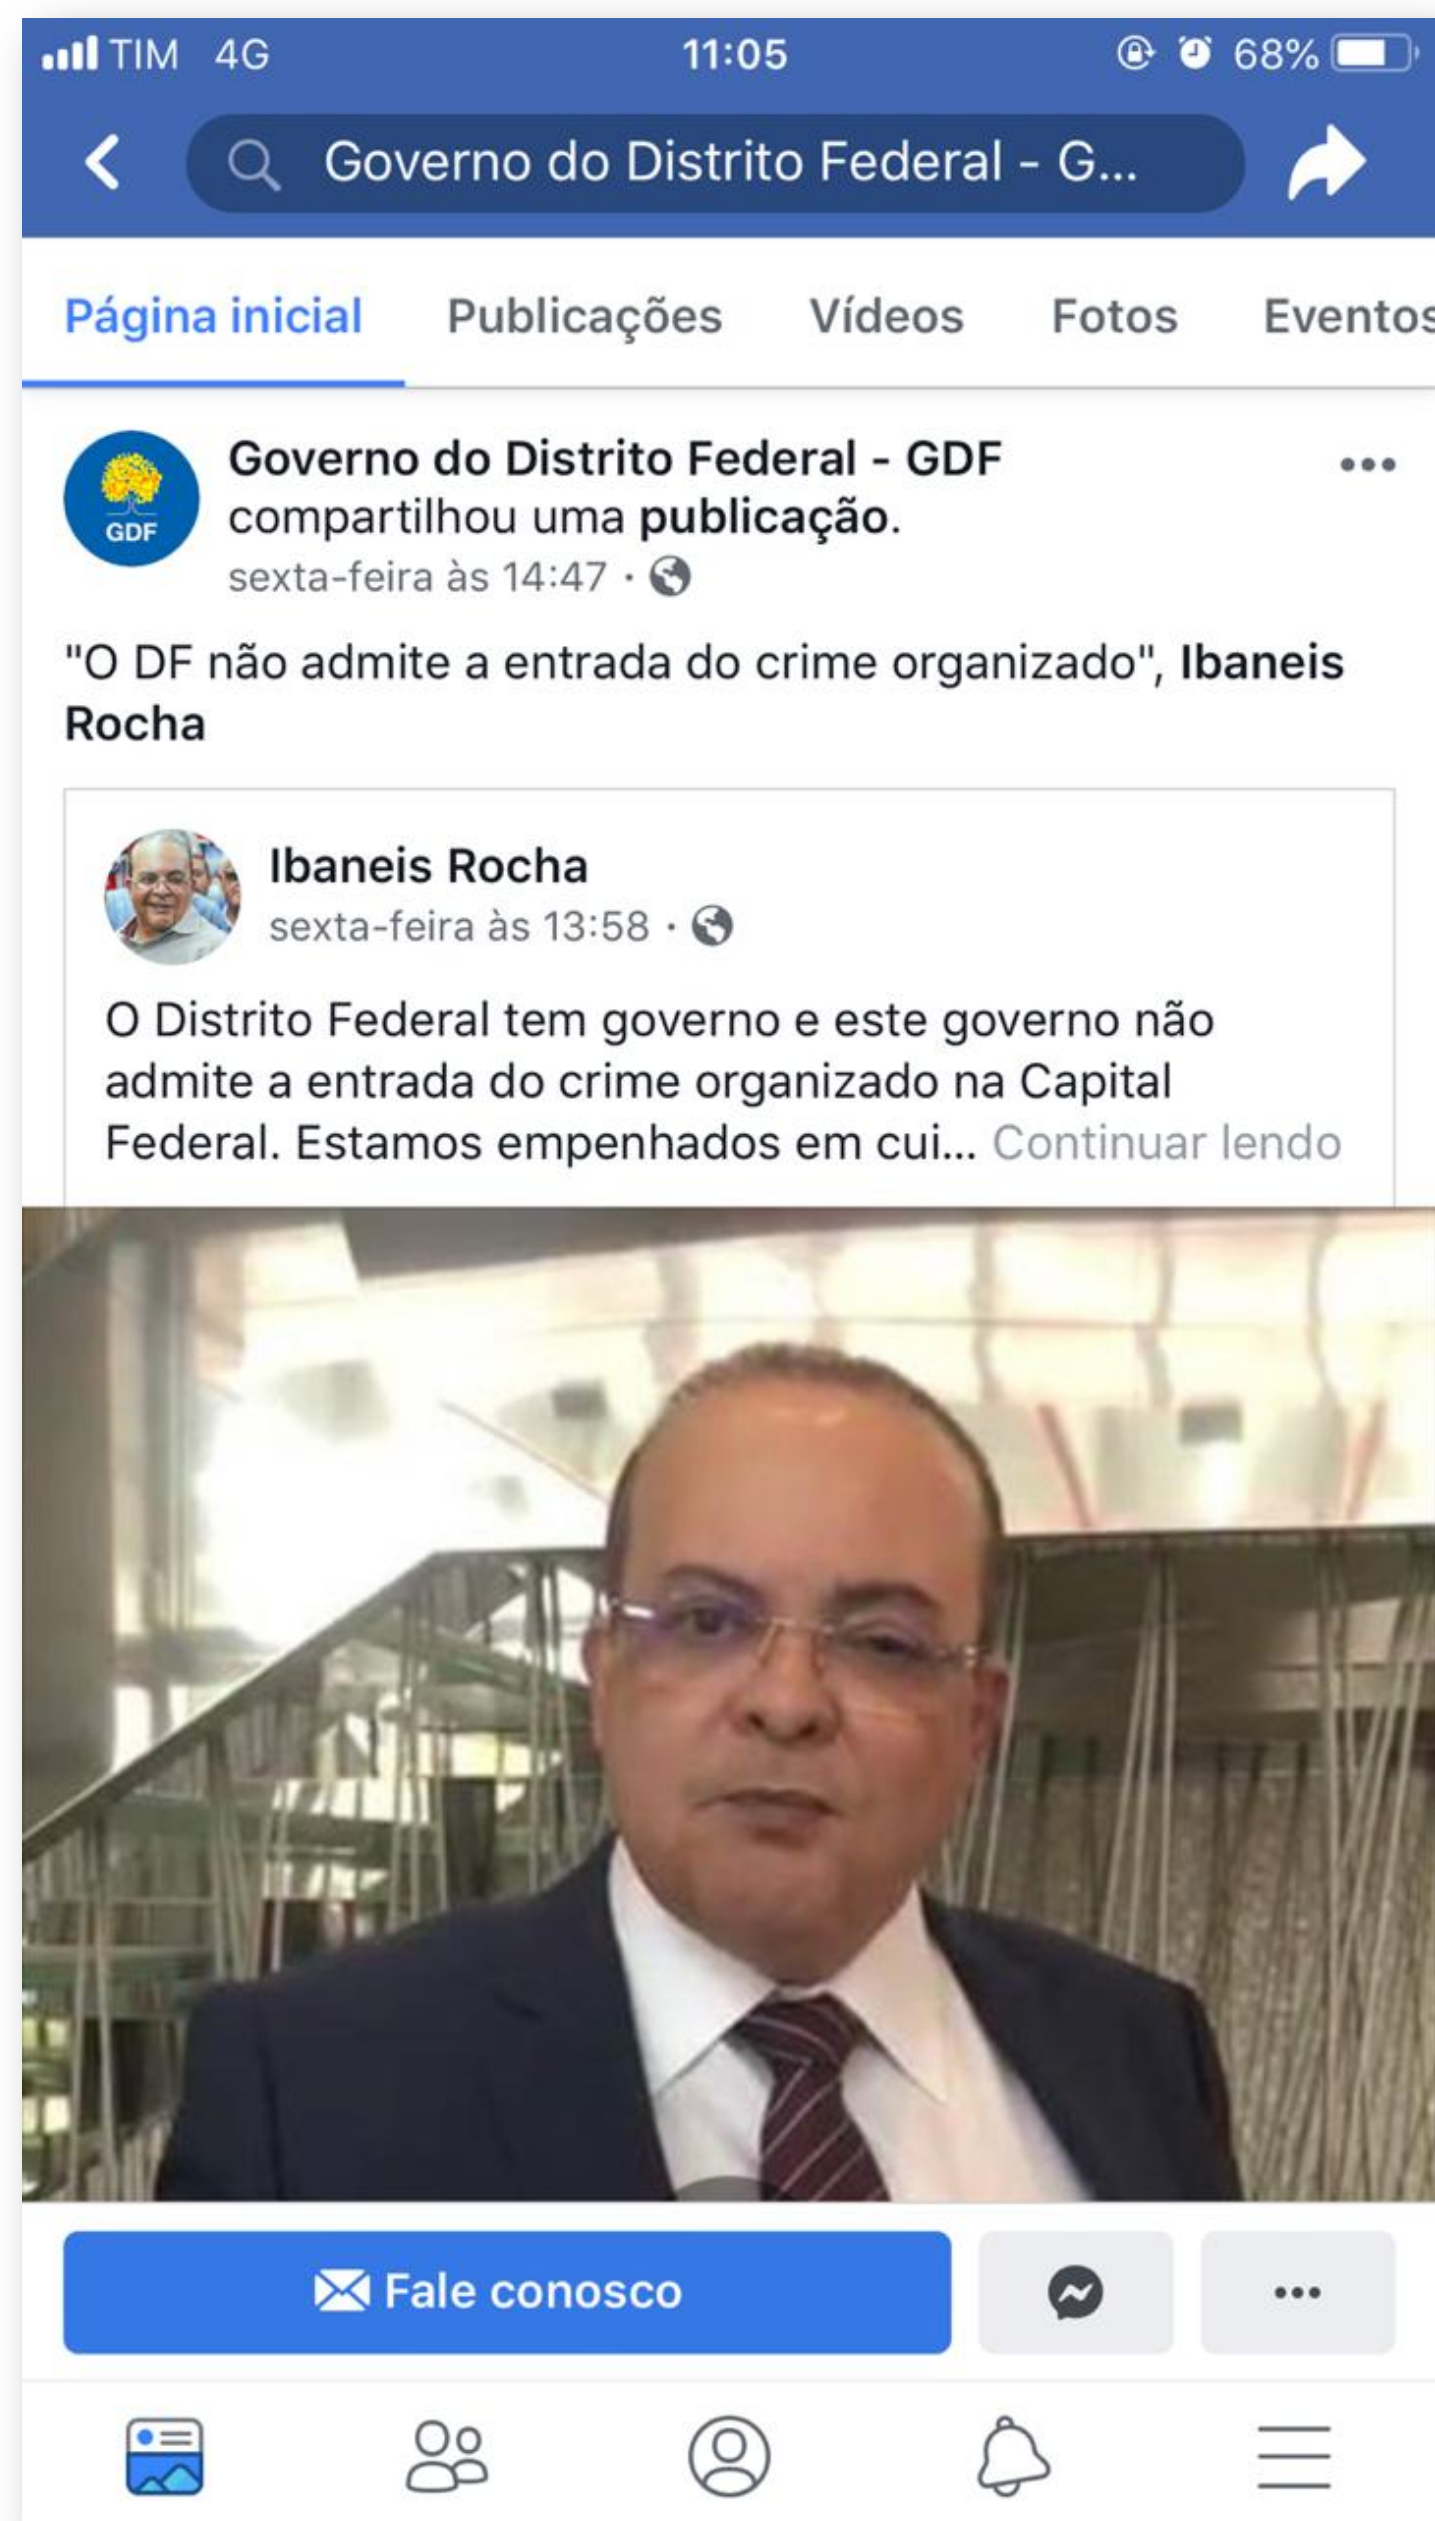 TIM 4G 11:05 68%
Governo do Distrito Federal - G...
Página inicial Publicações Vídeos Fotos Eventos
GDF
Governo do Distrito Federal - GDF
compartilhou uma publicação.
sexta-feira às 14:47 ·
"O DF não admite a entrada do crime organizado", Ibaneis
Rocha
Ibaneis Rocha
sexta-feira às 13:58 ·
O Distrito Federal tem governo e este governo não
admite a entrada do crime organizado na Capital
Federal. Estamos empenhados em cui... Continuar lendo
Fale conosco